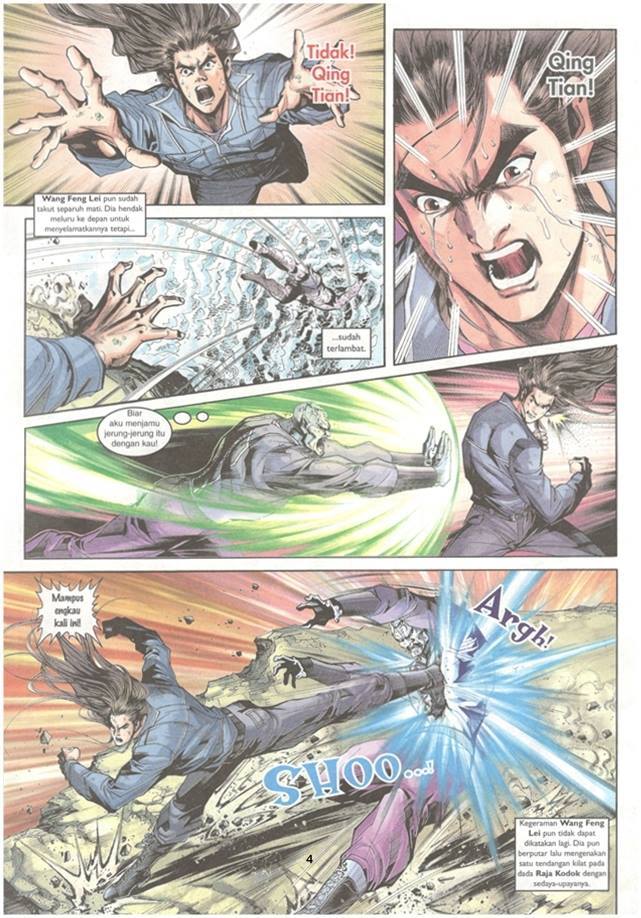 Tidak!
Qing
Tian!
Wang Feng Lei pun sudah
takut separuh mati. Dia hendak
meluru ke depan untuk
menyelamatkannya tetapi...
Qing
Tian!
...sudah
terlambat.
Biar
aku menjamu
jerung-jerung itu
dengan kau!
Mampus
engkau
kali ini!
Argh!
SHOO...!
Kegeraman Wang Feng
Lei pun tidak dapat
dikatakan lagi. Dia pun
berputar lalu mengenakan
satu tendangan kilat pada
dada Raja Kodok dengan
sedaya-upayanya.
4